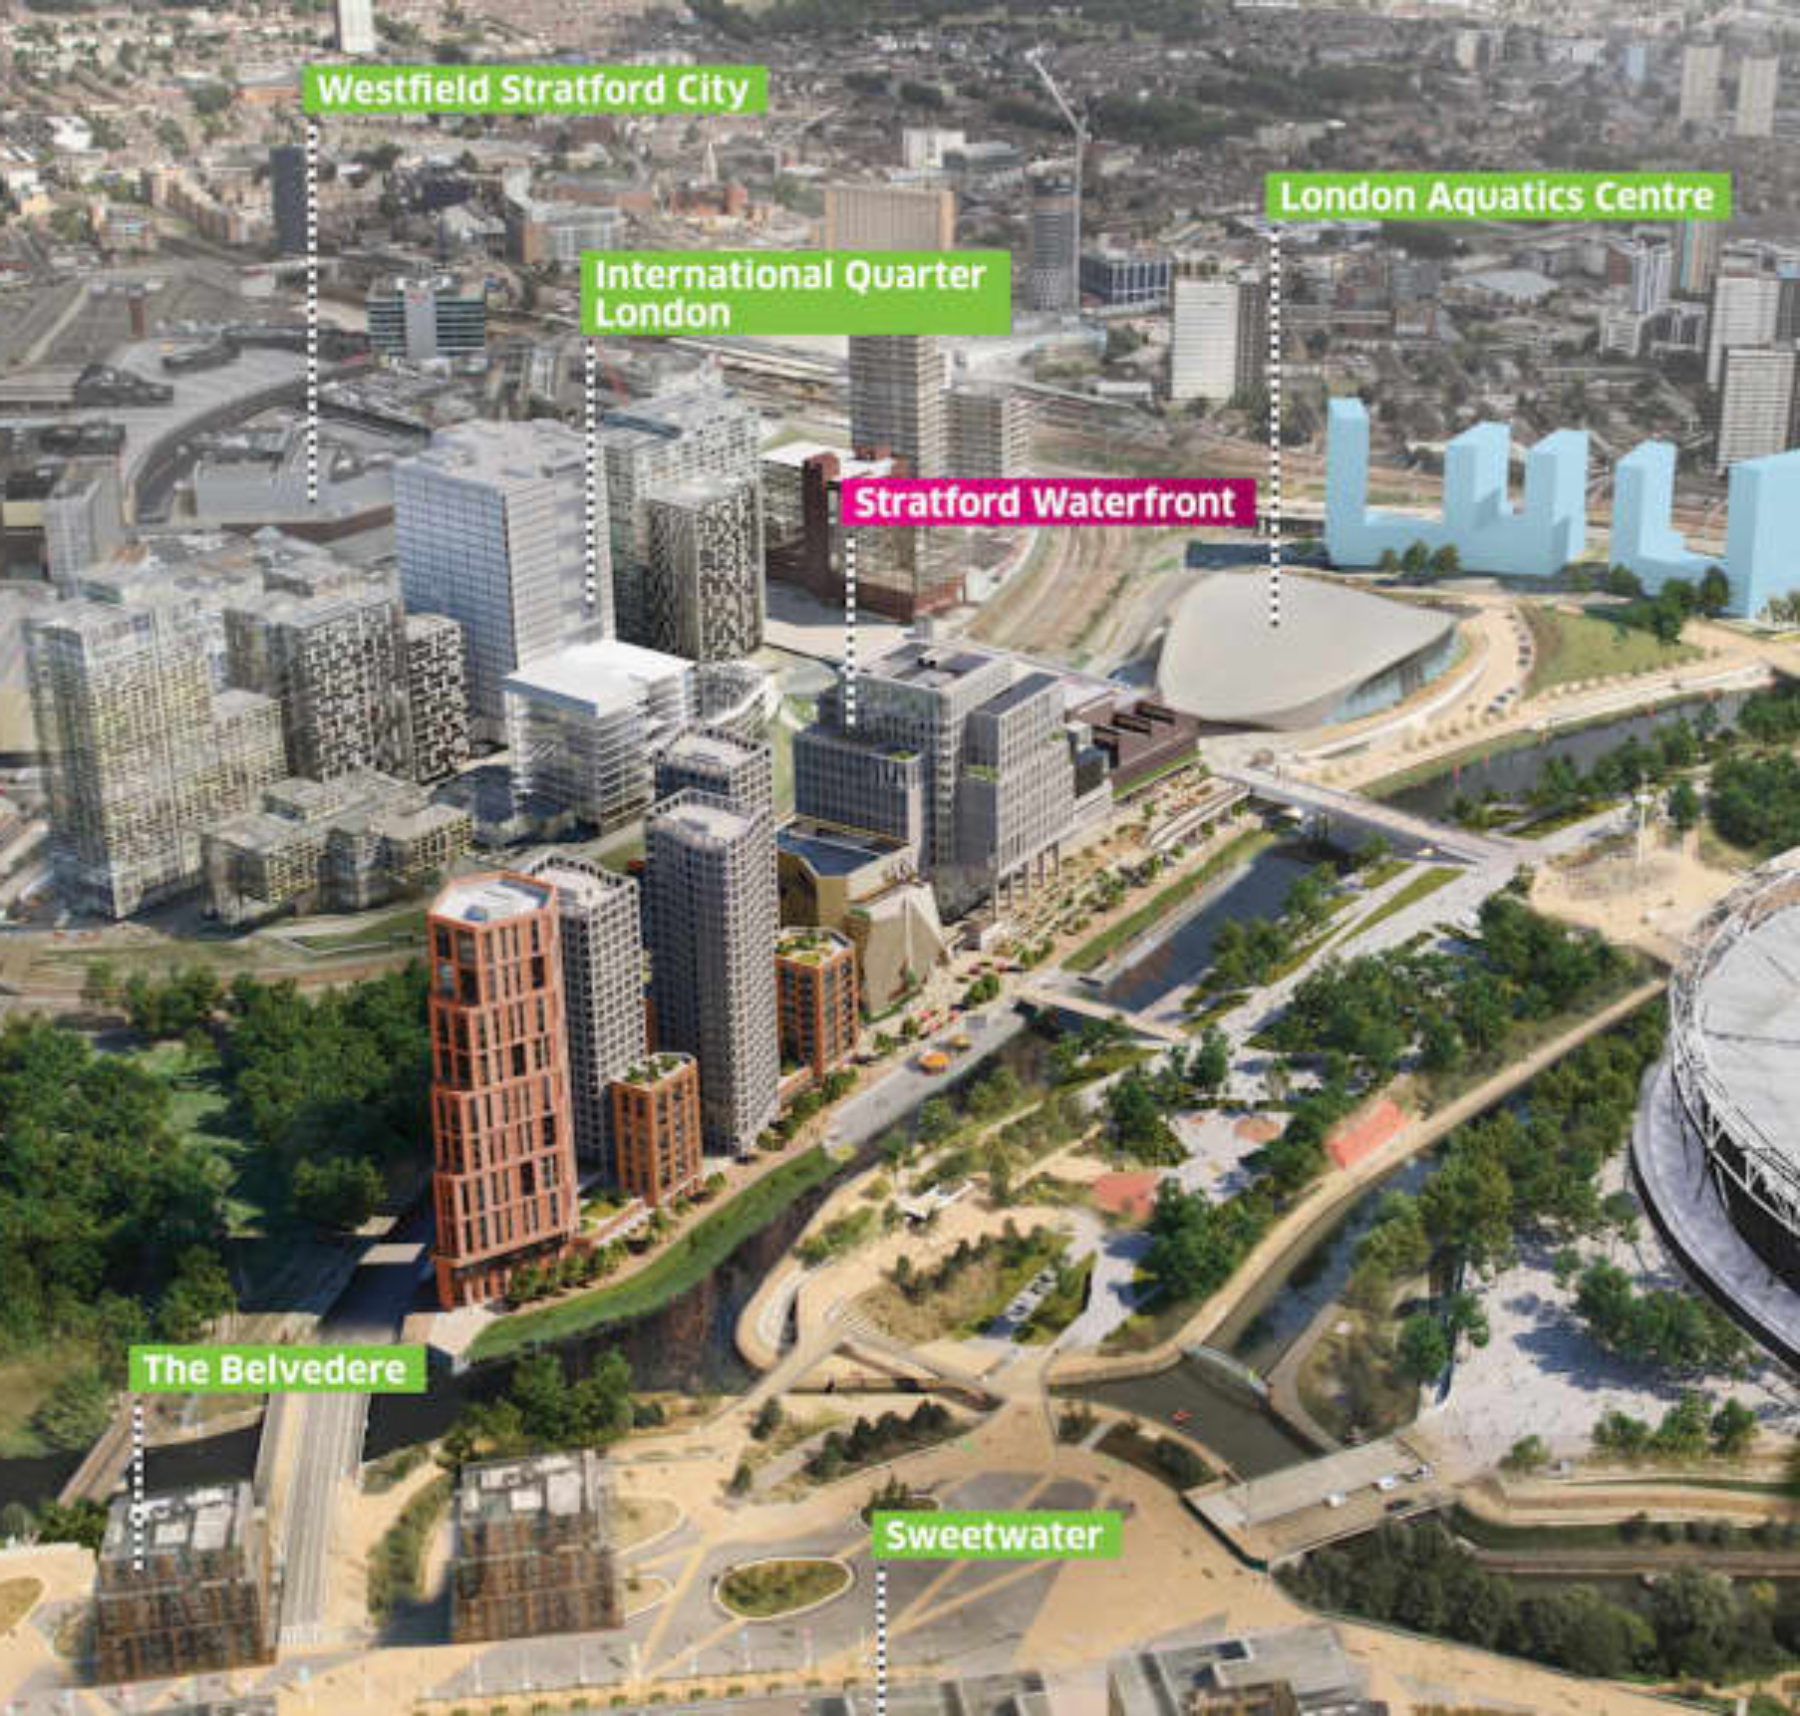 Westfield Stratford City
London Aquatics Centre
International Quarter
London
Stratford Waterfront
The Belvedere
Sweetwater